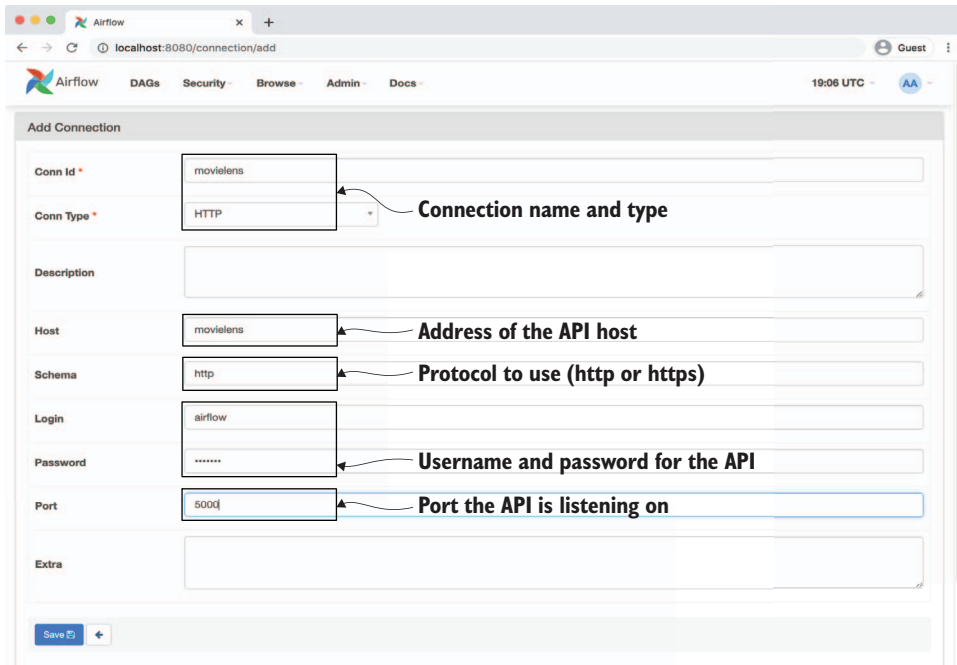 Airflow × +
localhost:8080/connection/add Guest
Airflow DAGs Security Browse Admin Docs 19:06 UTC AA
Add Connection
Conn Id * movielens
Conn Type * HTTP
Connection name and type
Description
Host movielens Address of the API host
Schema http Protocol to use (http or https)
Login airflow
Password ••••••• Username and password for the API
Port 5000 Port the API is listening on
Extra
Save